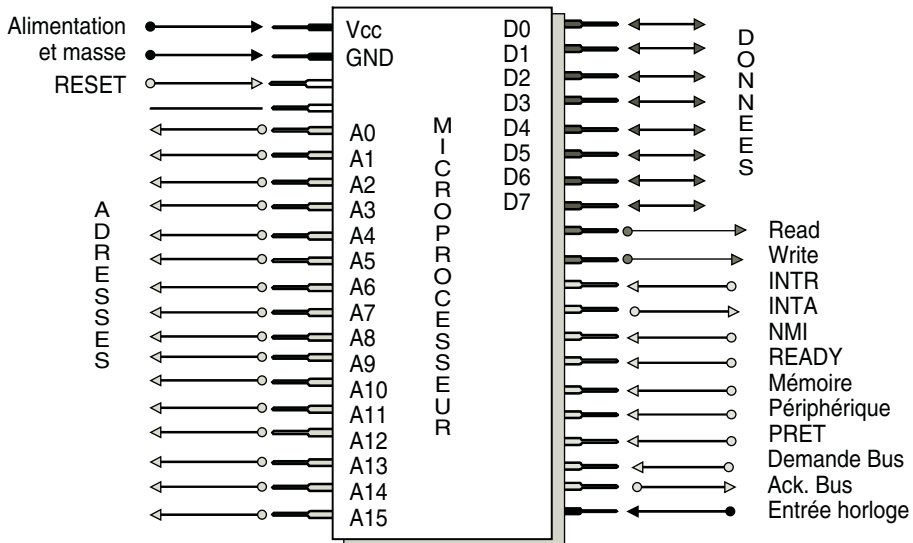 Alimentation
et masse
RESET
ADRESSES
Vcc
GND
A0
A1
A2
A3
A4
A5
A6
A7
A8
A9
A10
A11
A12
A13
A14
A15
MICROPROCESSEUR
D0
D1
D2
D3
D4
D5
D6
D7
DONNEES
Read
Write
INTR
INTA
NMI
READY
Mémoire
Périphérique
PRET
Demande Bus
Ack. Bus
Entrée horloge